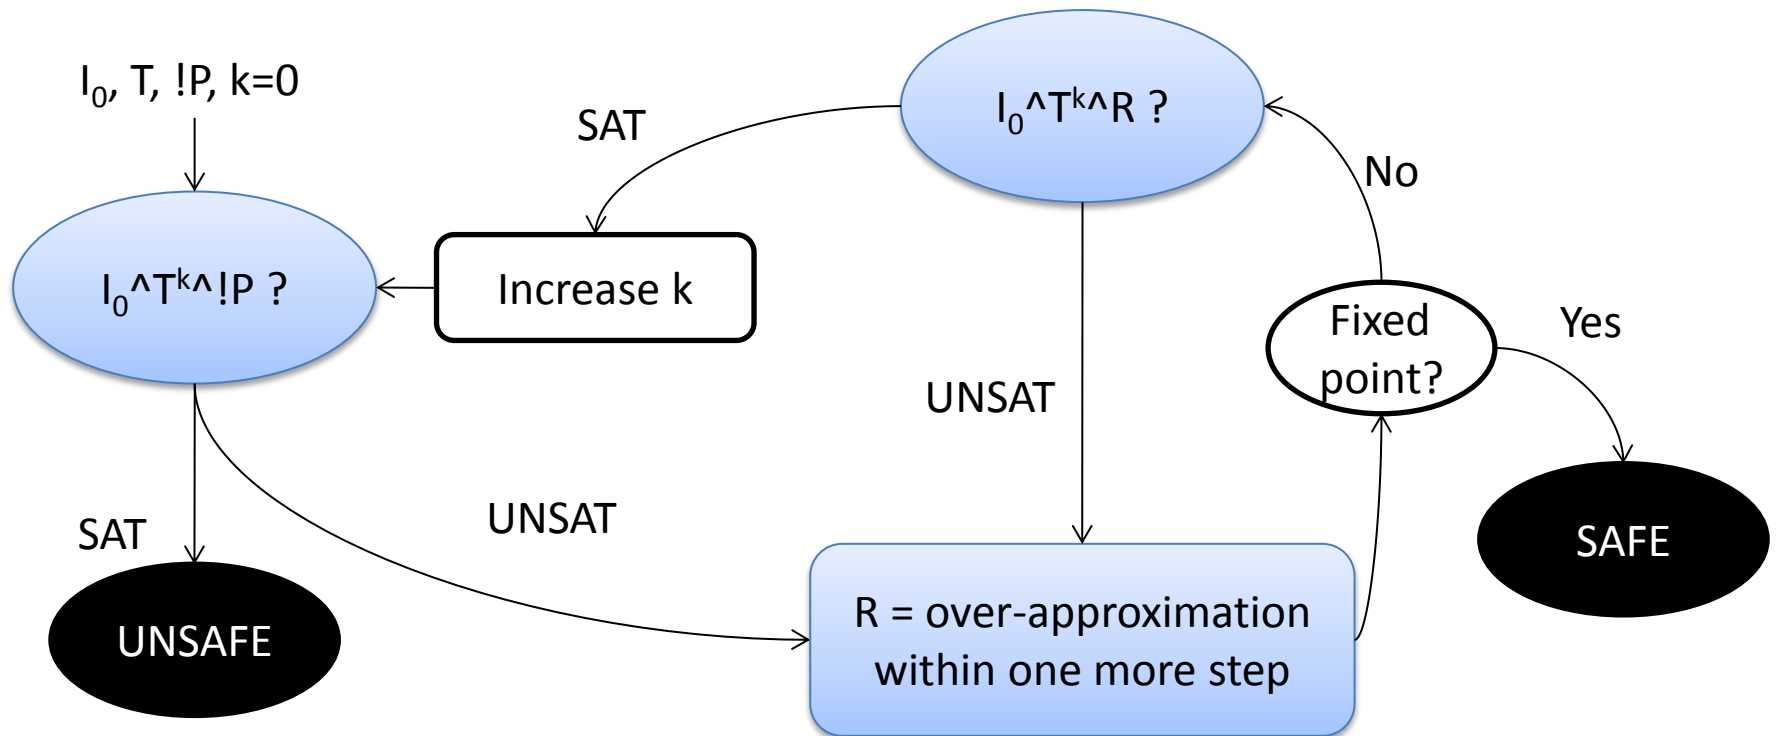 I₀, T, !P, k=0
SAT
I₀^Tᵏ^R ?
No
I₀^Tᵏ^!P ?
Increase k
Fixed
point?
Yes
UNSAT
SAT
UNSAT
SAFE
UNSAFE
R = over-approximation
within one more step